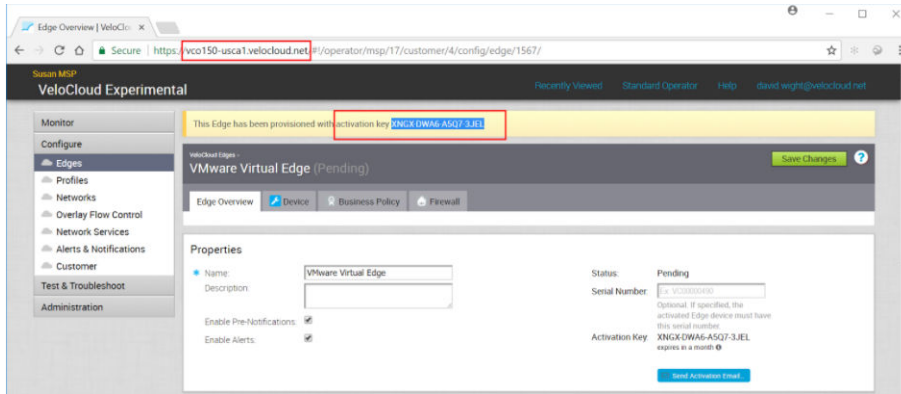 Edge Overview | VeloClo
Secure | https://vco150-usca1.velocloud.net/#!/operator/msp/17/customer/4/config/edge/1567/
Susan MSP
VeloCloud Experimental
Recently Viewed Standard Operator Help david.wight@velocloud.net
Monitor
Configure
Edges
Profiles
Networks
Overlay Flow Control
Network Services
Alerts & Notifications
Customer
Test & Troubleshoot
Administration
This Edge has been provisioned with activation key XNGX-DWA6-A5Q7-3JEL
VeloCloud Edges -
VMware Virtual Edge (Pending)
Save Changes ?
Edge Overview Device Business Policy Firewall
Properties
Name: VMware Virtual Edge
Description:
Enable Pre-Notifications:
Enable Alerts:
Status: Pending
Serial Number: Ex. VC00000490
Optional. If specified, the
activated Edge device must have
this serial number.
Activation Key XNGX-DWA6-A5Q7-3JEL
expires in a month
Send Activation Email..